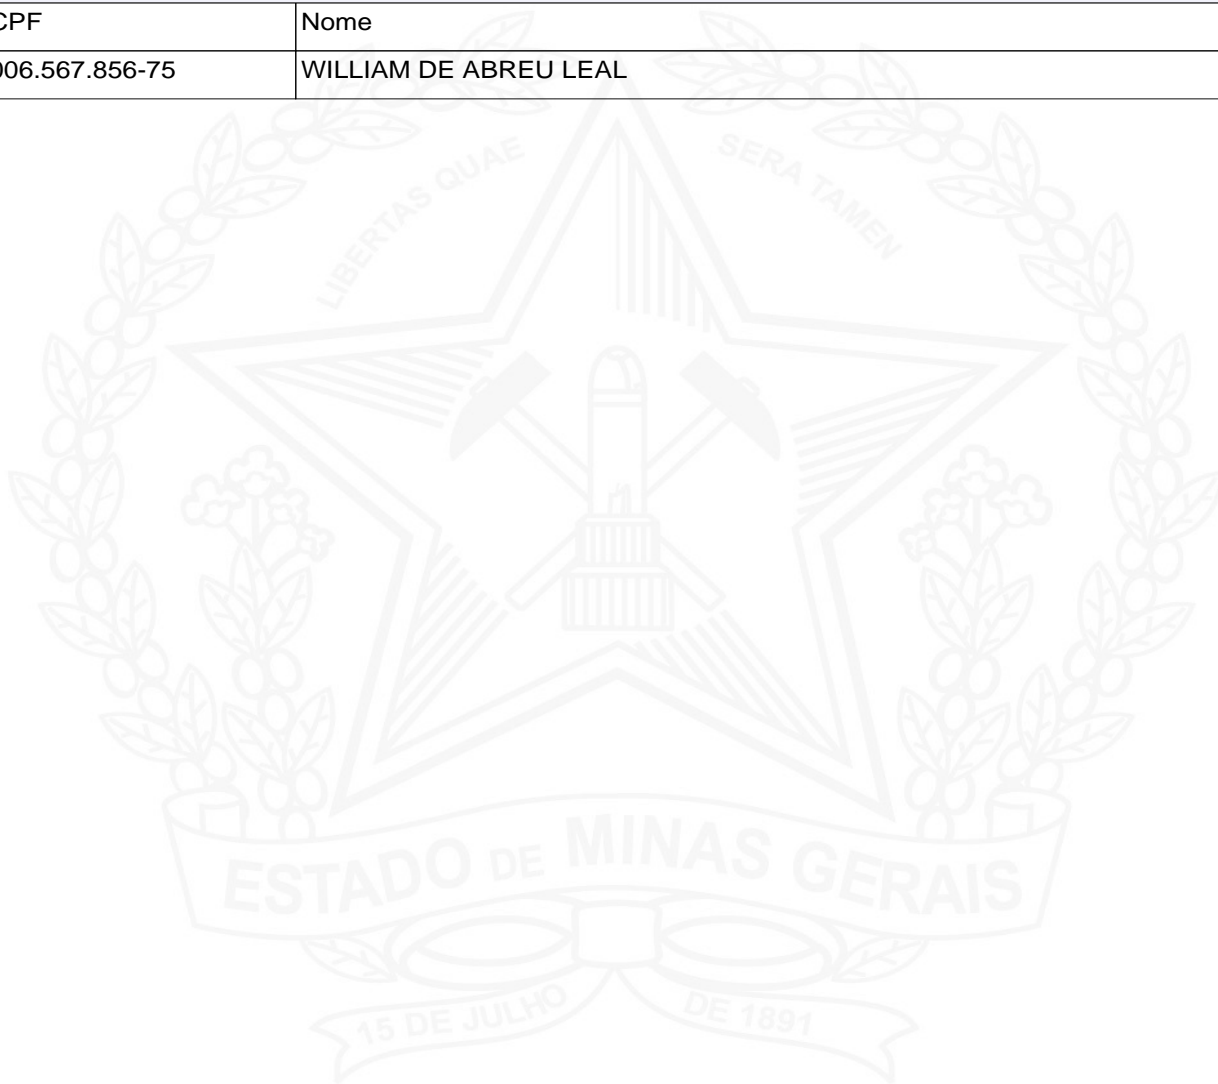 CPF Nome
006.567.856-75 WILLIAM DE ABREU LEAL
LIBERTAS QUAE SERA TAMEN
ESTADO DE MINAS GERAIS
15 DE JULHO DE 1891